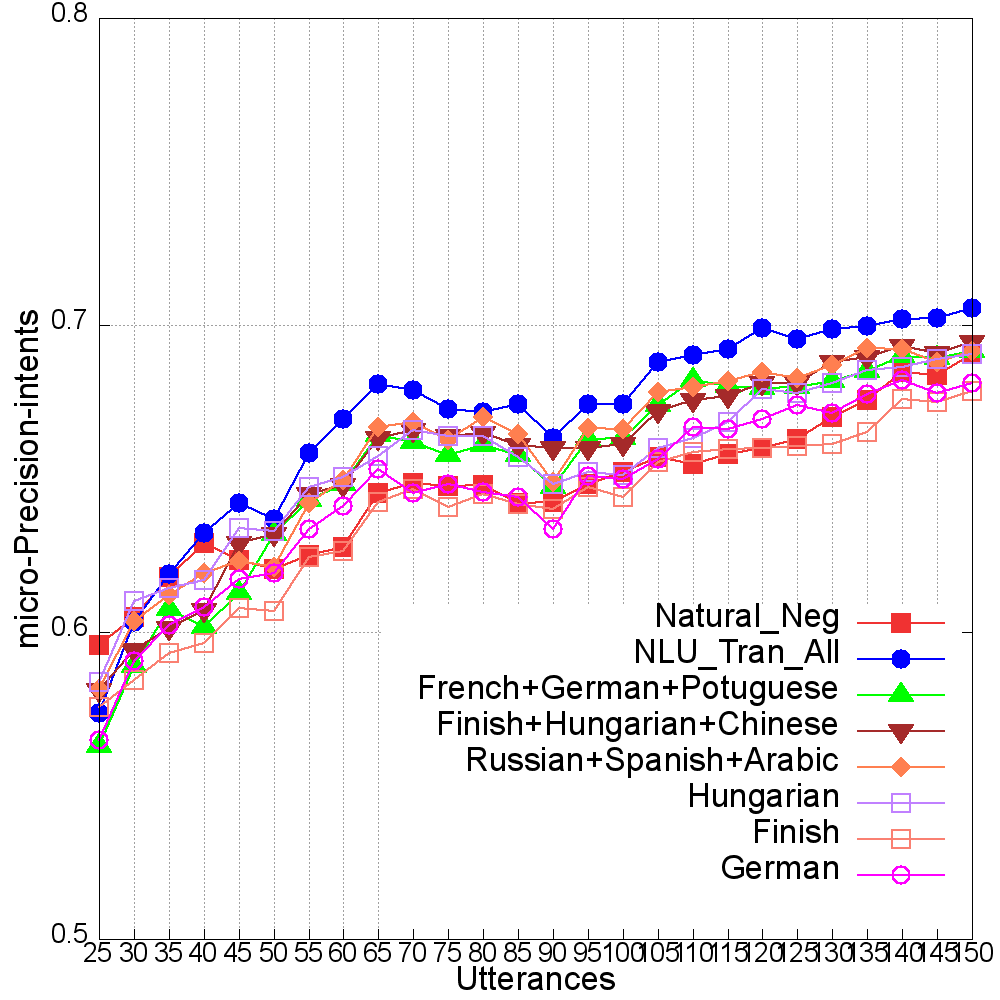 0.8
0.7
0.6
0.5
micro-Precision-intents
Natural_Neg
NLU_Tran_All
French+German+Potuguese
Finish+Hungarian+Chinese
Russian+Spanish+Arabic
Hungarian
Finish
German
25 30 35 40 45 50 55 60 65 70 75 80 85 90 95 100 105 110 115 120 125 130 135 140 145 150
Utterances